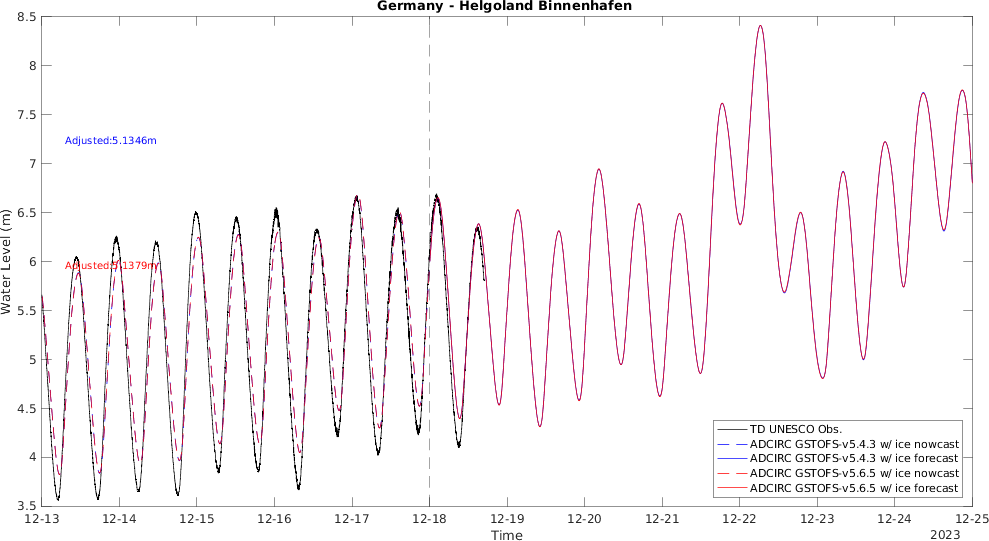 Germany - Helgoland Binnenhafen
8.5
8
7.5
7
6.5
6
5.5
5
4.5
4
3.5
Water Level (m)
Adjusted:5.1346m
Adjusted:5.1379m
TD UNESCO Obs.
ADCIRC GSTOFS-v5.4.3 w/ ice nowcast
ADCIRC GSTOFS-v5.4.3 w/ ice forecast
ADCIRC GSTOFS-v5.6.5 w/ ice nowcast
ADCIRC GSTOFS-v5.6.5 w/ ice forecast
12-13 12-14 12-15 12-16 12-17 12-18 12-19 12-20 12-21 12-22 12-23 12-24 12-25
Time
2023